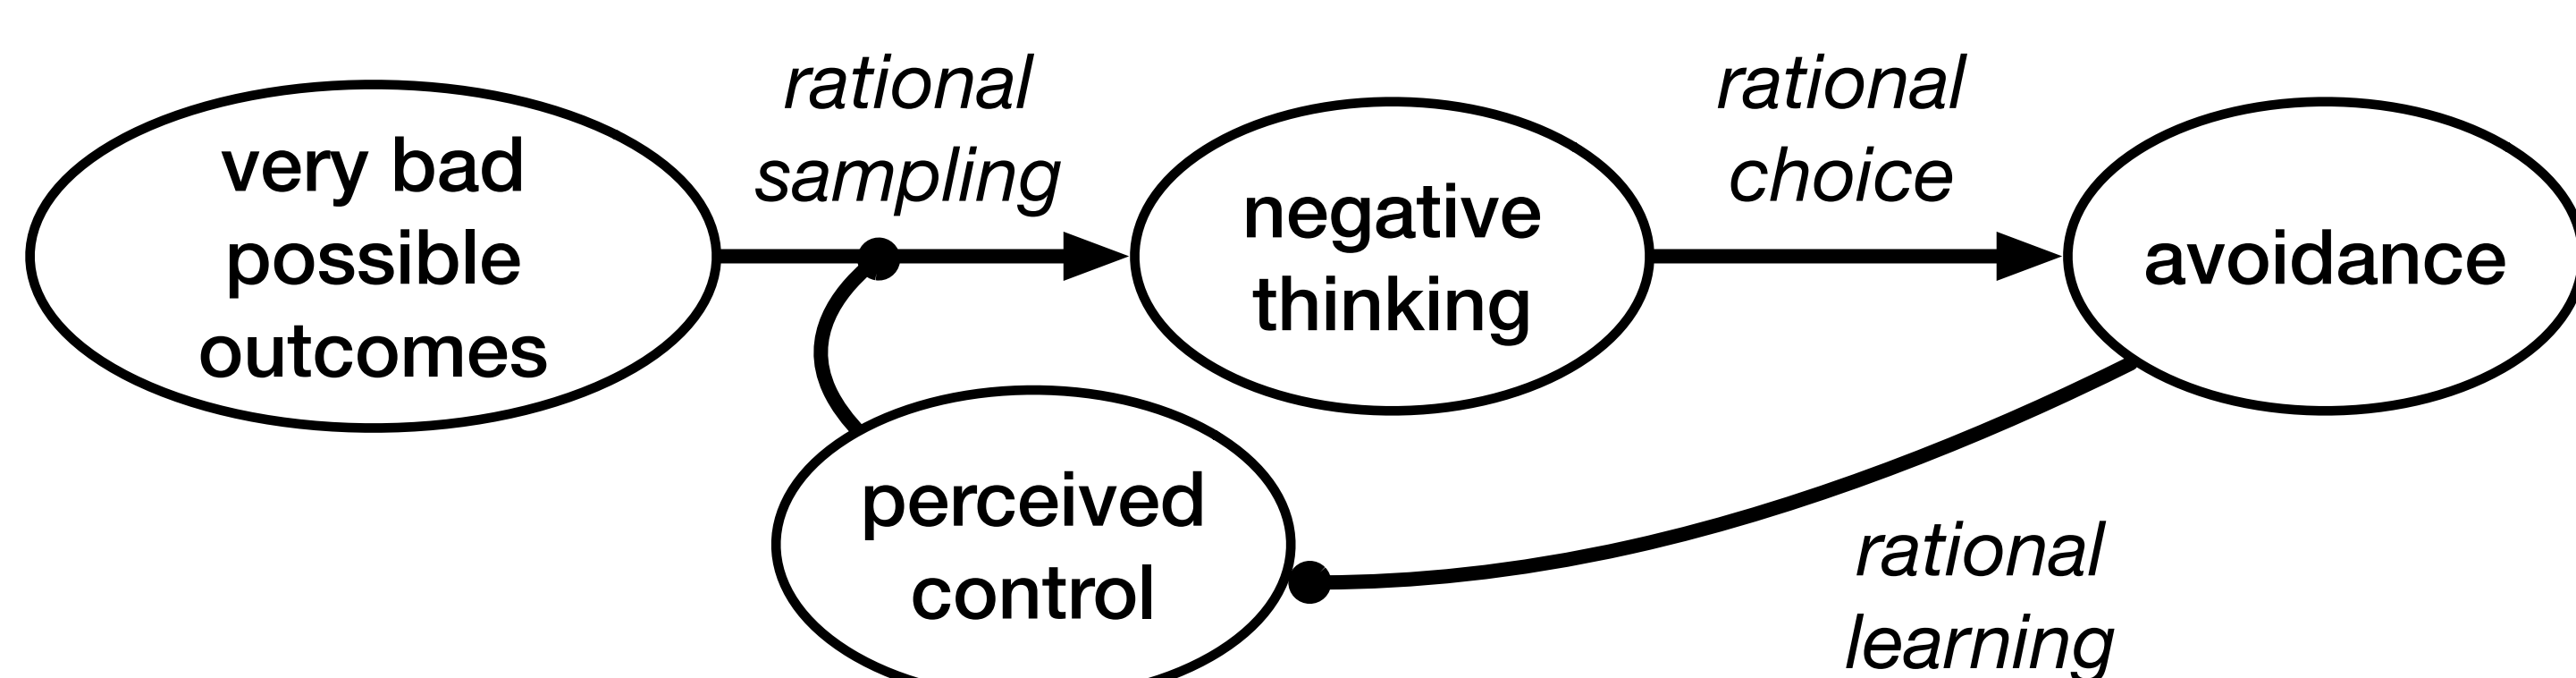 rational
sampling
rational
choice
very bad
possible
outcomes
negative
thinking
avoidance
perceived
control
rational
learning